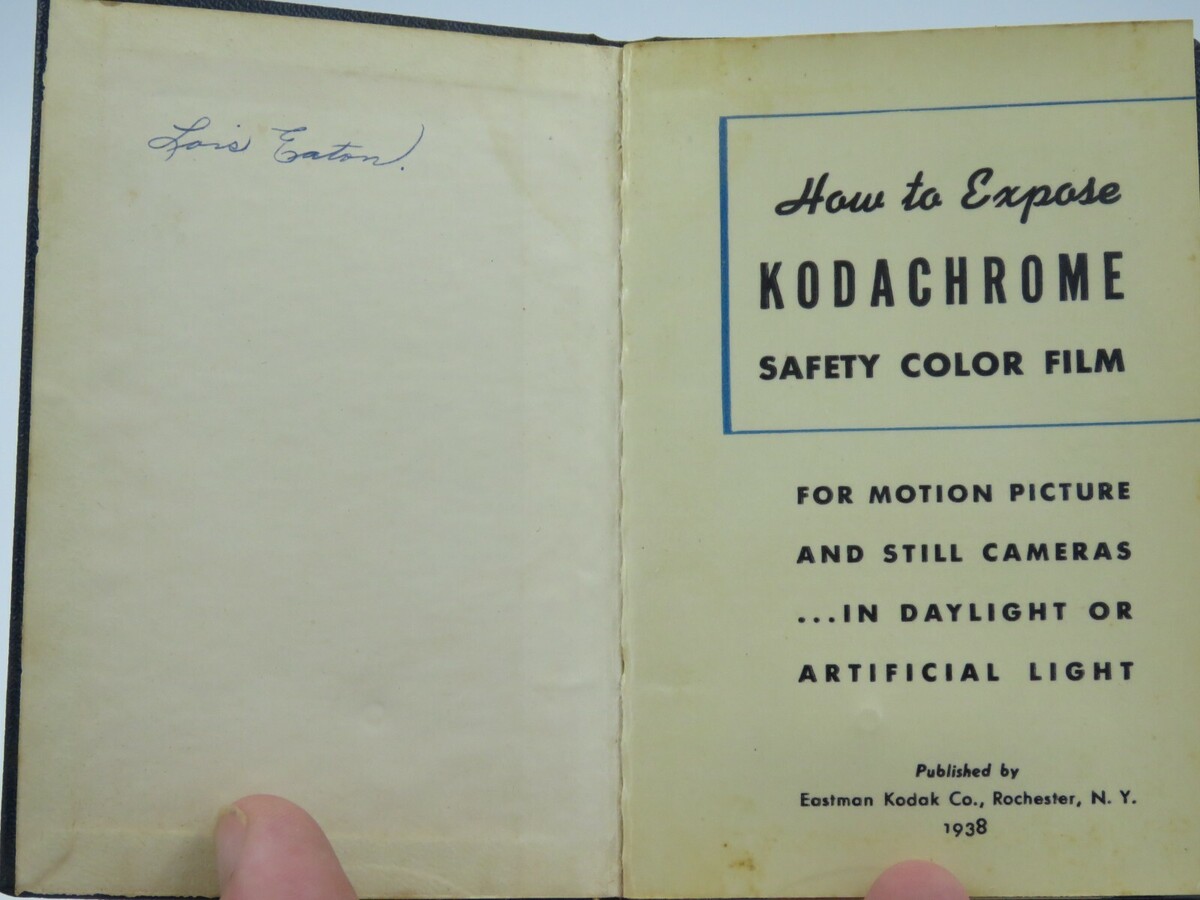 Lois Eaton.
How to Expose
KODACHROME
SAFETY COLOR FILM
FOR MOTION PICTURE
AND STILL CAMERAS
...IN DAYLIGHT OR
ARTIFICIAL LIGHT
Published by
Eastman Kodak Co., Rochester, N. Y.
1938